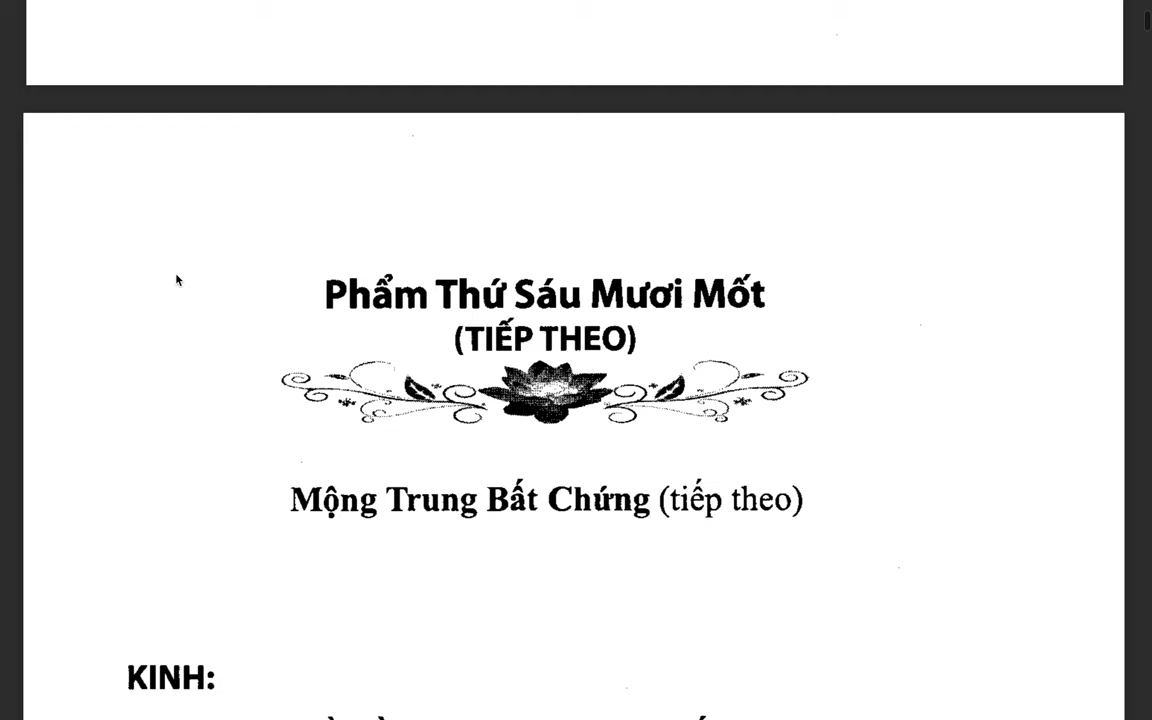 Phẩm Thứ Sáu Mươi Mốt
(TIẾP THEO)
Mộng Trung Bất Chứng (tiếp theo)
KINH: